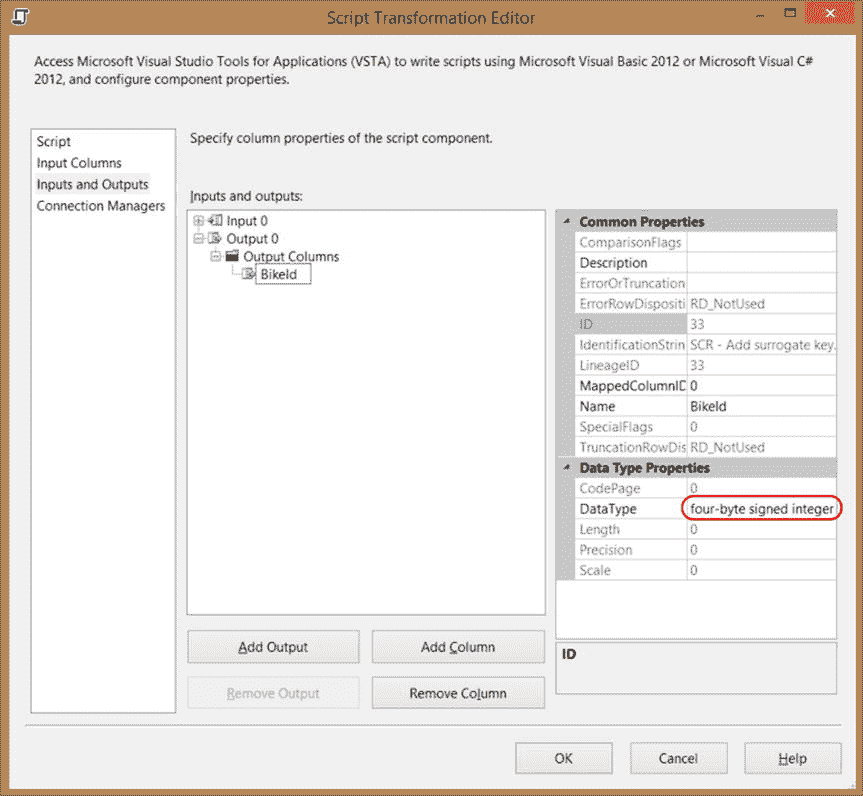 Script Transformation Editor
Access Microsoft Visual Studio Tools for Applications (VSTA) to write scripts using Microsoft Visual Basic 2012 or Microsoft Visual C#
2012, and configure component properties.
Script
Input Columns
Inputs and Outputs
Connection Managers
Specify column properties of the script component.
Inputs and outputs:
Input 0
Output 0
Output Columns
BikeId
Common Properties
ComparisonFlags
Description
ErrorOrTruncation
ErrorRowDispositi RD_NotUsed
ID 33
IdentificationStrin SCR - Add surrogate key.
LineageID 33
MappedColumnID 0
Name BikeId
SpecialFlags 0
TruncationRowDis RD_NotUsed
Data Type Properties
CodePage 0
DataType four-byte signed integer
Length 0
Precision 0
Scale 0
Add Output
Add Column
Remove Output
Remove Column
ID
OK
Cancel
Help